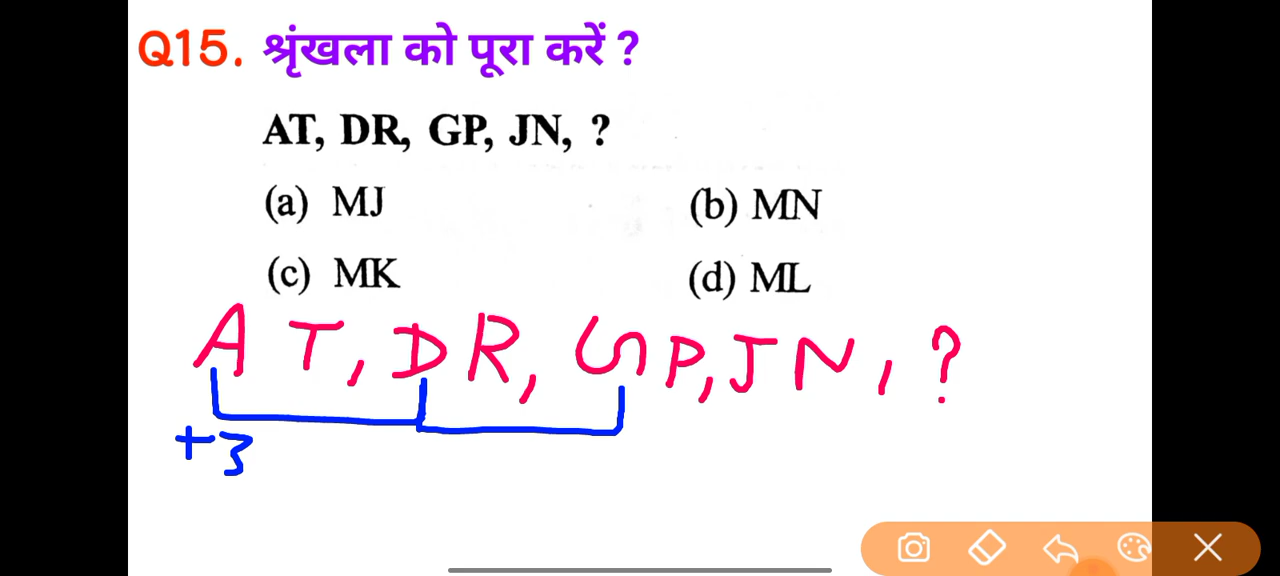 Q15. श्रृंखला को पूरा करें ?
AT, DR, GP, JN, ?
(a) MJ (b) MN
(c) MK (d) ML
A T, D R, G P, J N, ?
+3